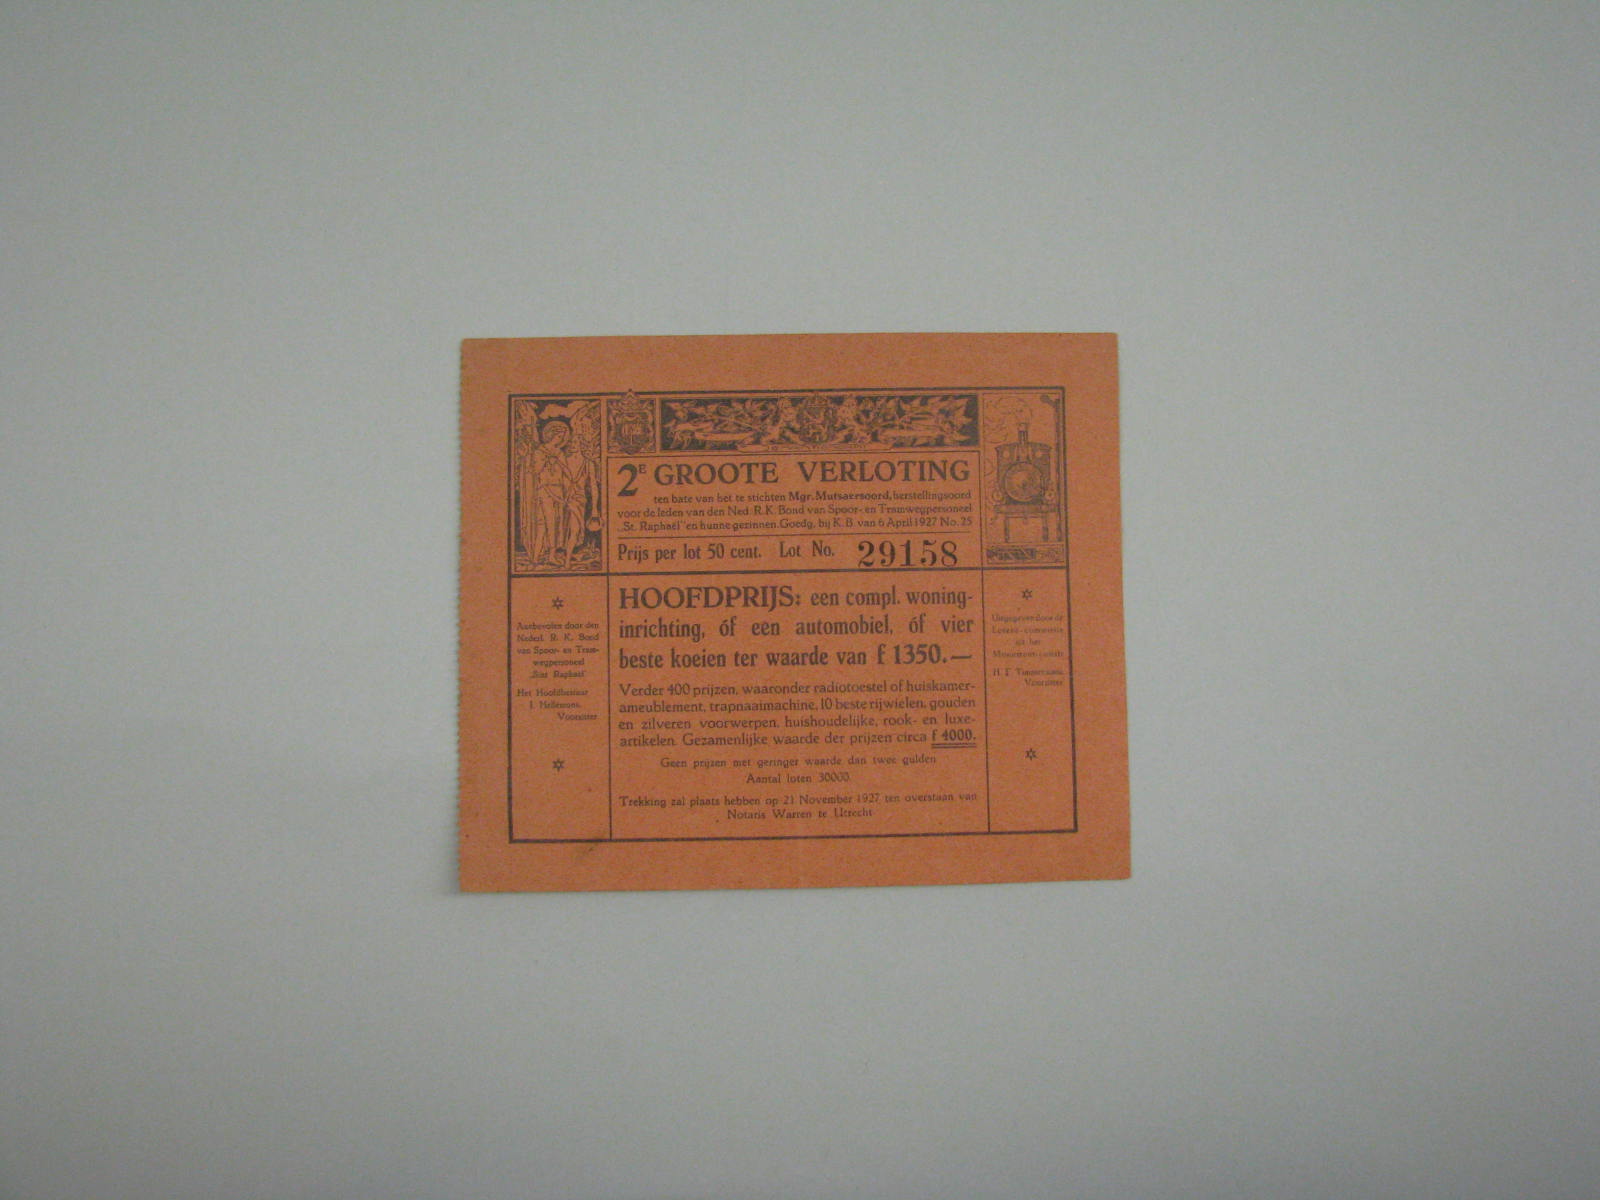 2E GROOTE VERLOTING
ten bate van het te stichten Mgr. Mutsaersoord, herstellingsoord
voor de leden van den Ned. R.K. Bond van Spoor- en Tramwegpersoneel
„St. Raphaël" en hunne gezinnen. Goedg. bij K.B. van 6 April 1927 No. 25
Prijs per lot 50 cent. Lot No. 29158
Aanbevolen door den
Nederl. R. K. Bond
van Spoor- en Tram-
wegpersoneel
„Sint Raphaël"
Het Hoofdbestuur
J. Hellemons,
Voorzitter
HOOFDPRIJS: een compl. woning-
inrichting, óf een automobiel, óf vier
beste koeien ter waarde van f 1350.—
Verder 400 prijzen, waaronder radiotoestel of huiskamer-
ameublement, trapnaaimachine, 10 beste rijwielen, gouden
en zilveren voorwerpen, huishoudelijke, rook- en luxe-
artikelen. Gezamenlijke waarde der prijzen circa f 4000.
Geen prijzen met geringer waarde dan twee gulden
Aantal loten 30000.
Trekking zal plaats hebben op 21 November 1927 ten overstaan van
Notaris Warren te Utrecht
Uitgegeven door de
uit het
Voorzitter